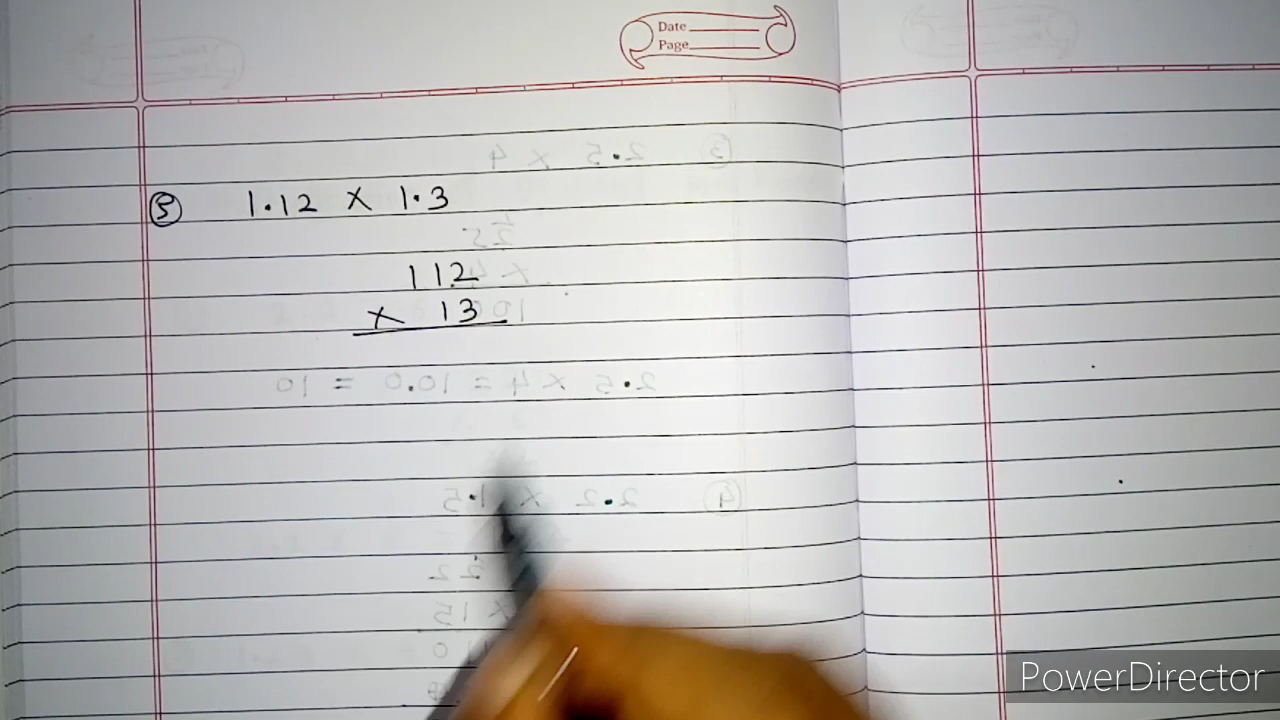 Date
Page
⑤ 1.12 × 1.3
112
× 13
PowerDirector